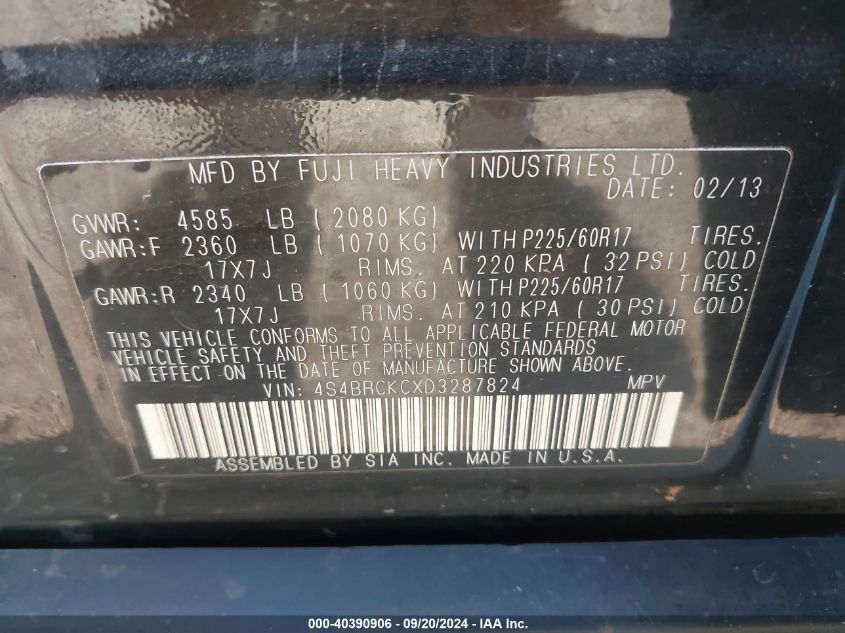 MFD BY FUJI HEAVY INDUSTRIES LTD.
DATE: 02/13
GVWR: 4585 LB ( 2080 KG)
GAWR:F 2360 LB ( 1070 KG) WITH P225/60R17 TIRES.
17X7J RIMS. AT 220 KPA ( 32 PSI) COLD
GAWR:R 2340 LB ( 1060 KG) WITH P225/60R17 TIRES.
17X7J RIMS. AT 210 KPA ( 30 PSI) COLD
THIS VEHICLE CONFORMS TO ALL APPLICABLE FEDERAL MOTOR
VEHICLE SAFETY AND THEFT PREVENTION STANDARDS
IN EFFECT ON THE DATE OF MANUFACTURE SHOWN ABOVE.
VIN: 4S4BRCKCXD3287824 MPV
ASSEMBLED BY SIA INC. MADE IN U.S.A.
000-40390906 - 09/20/2024 - IAA Inc.